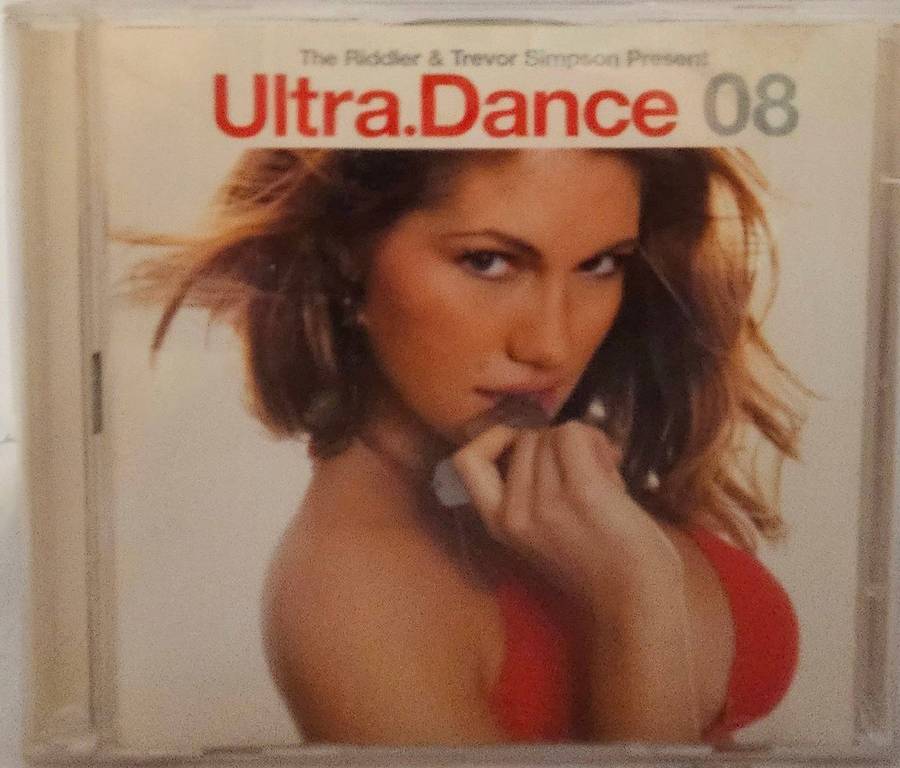 The Riddler & Trevor Simpson Present
Ultra.Dance 08